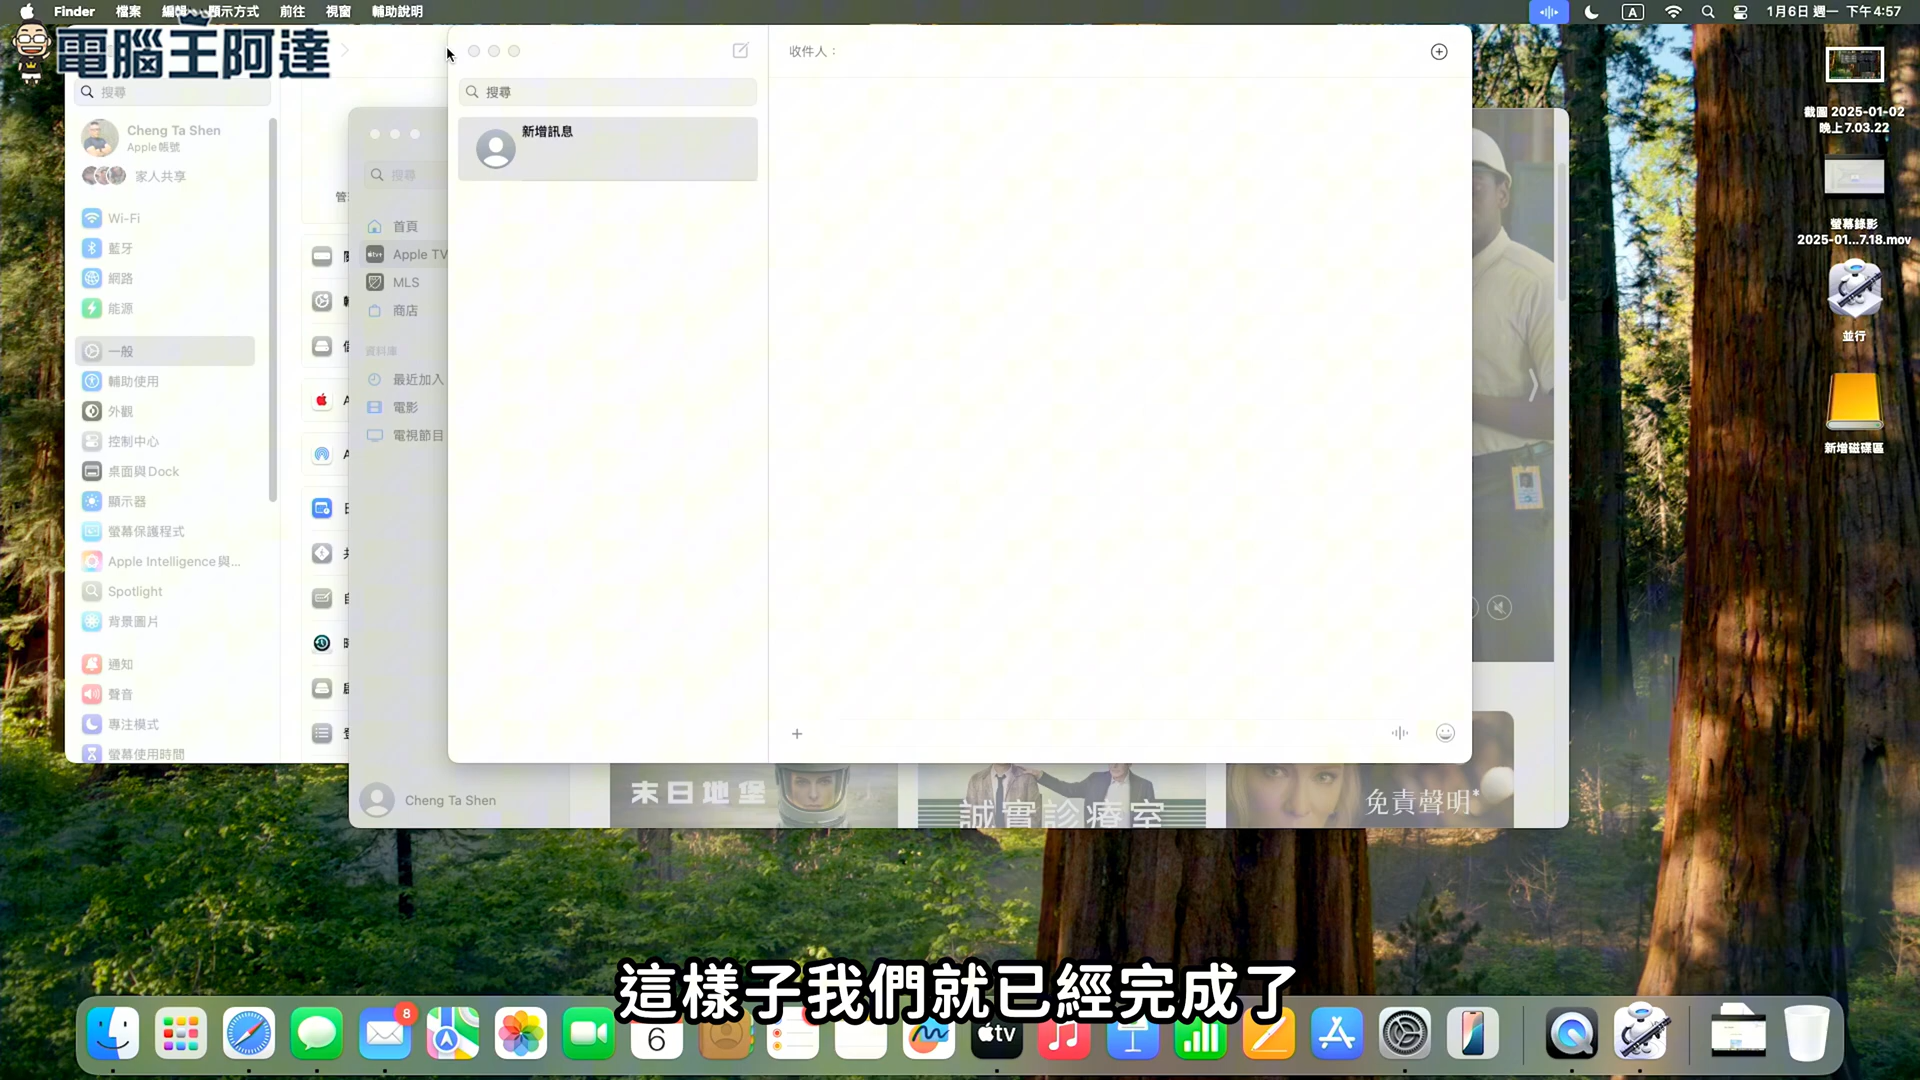 Finder 檔案 編輯 顯示方式 前往 視窗 輔助說明
A
1月6日 週一 下午4:57
電腦王阿達
搜尋
Cheng Ta Shen
Apple帳號
家人共享
Wi-Fi
藍牙
網路
能源
一般
輔助使用
外觀
控制中心
桌面與Dock
顯示器
螢幕保護程式
Apple Intelligence與...
Spotlight
背景圖片
通知
聲音
專注模式
螢幕使用時間
搜尋
首頁
Apple TV
MLS
商店
資料庫
最近加入
電影
電視節目
Cheng Ta Shen
搜尋
新增訊息
收件人：
末日地堡
誠實診療室
免責聲明*
截圖 2025-01-02
晚上7.03.22
螢幕錄影
2025-01...7.18.mov
並行
新增磁碟區
這樣子我們就已經完成了
8
6
tv